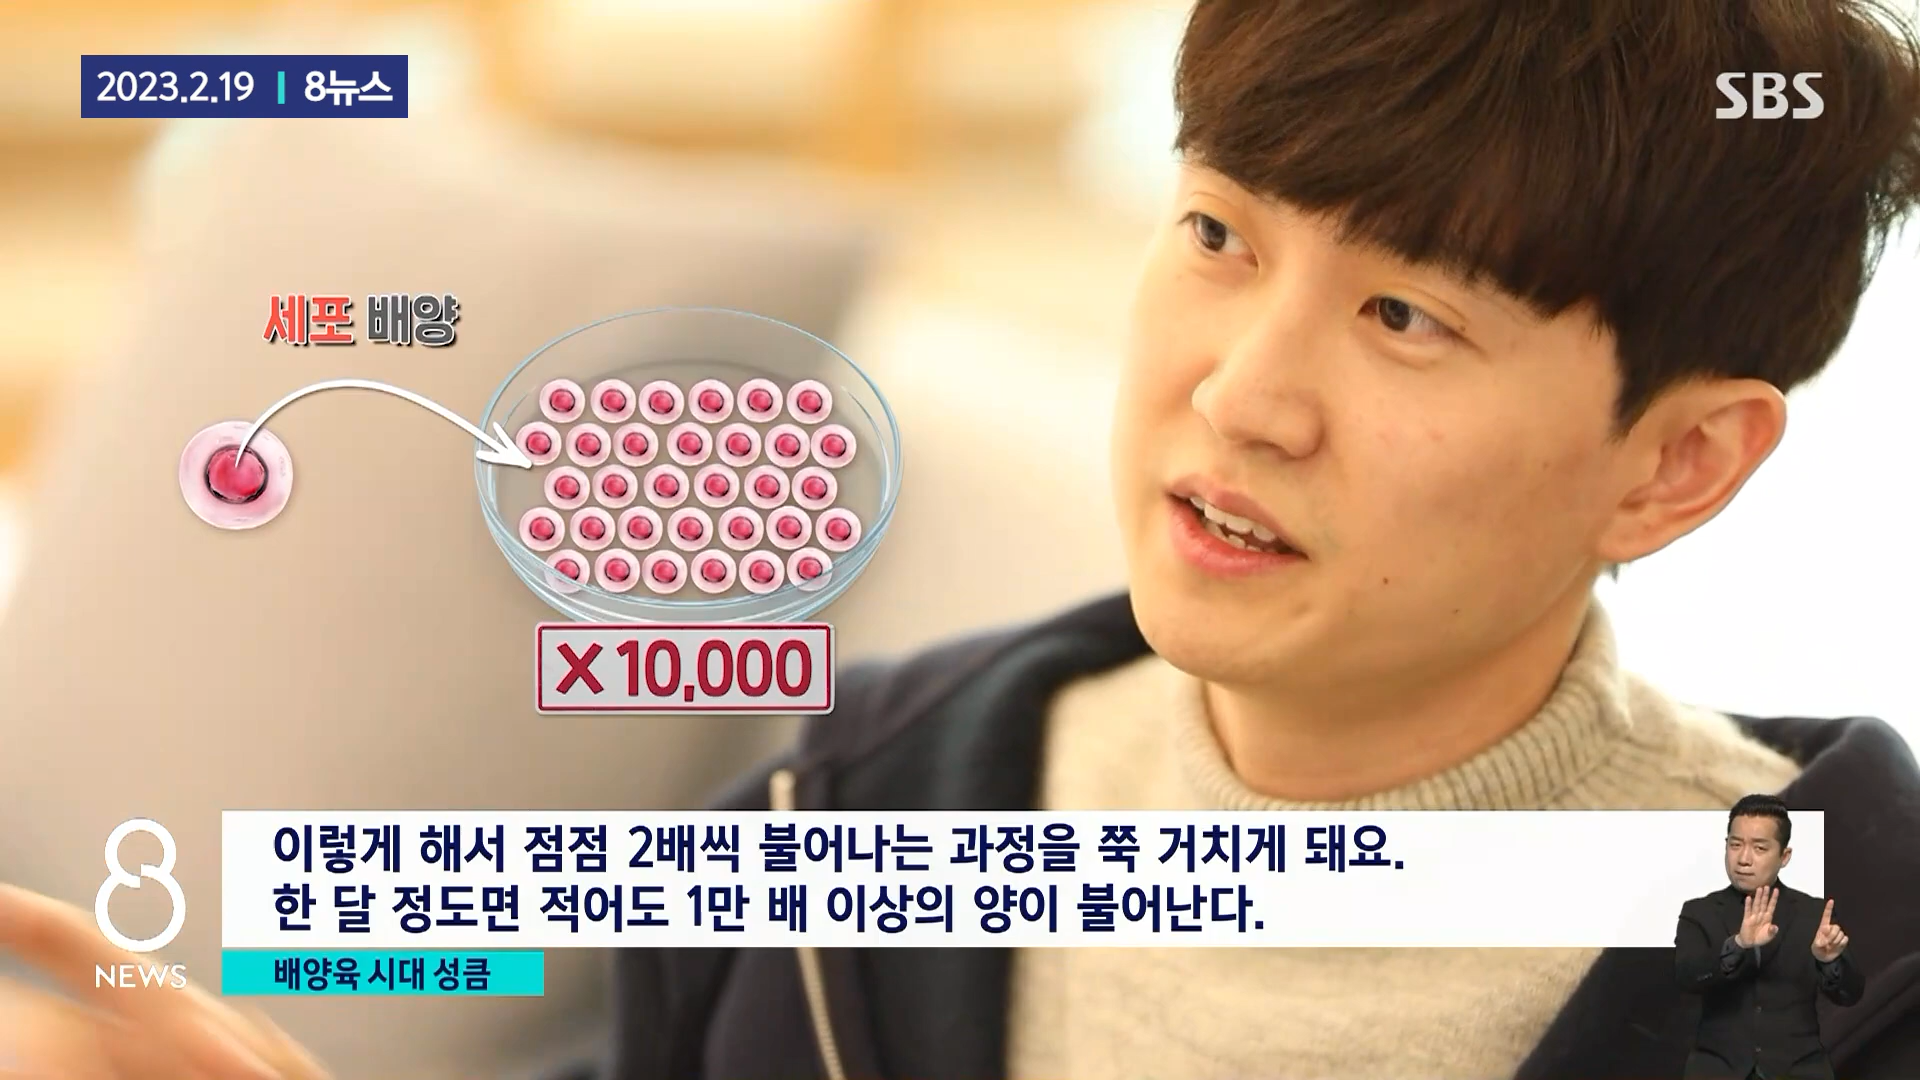 2023.2.19 | 8뉴스
SBS
세포 배양
X 10,000
이렇게 해서 점점 2배씩 불어나는 과정을 쭉 거치게 돼요.
한 달 정도면 적어도 1만 배 이상의 양이 불어난다.
8 NEWS
배양육 시대 성큼